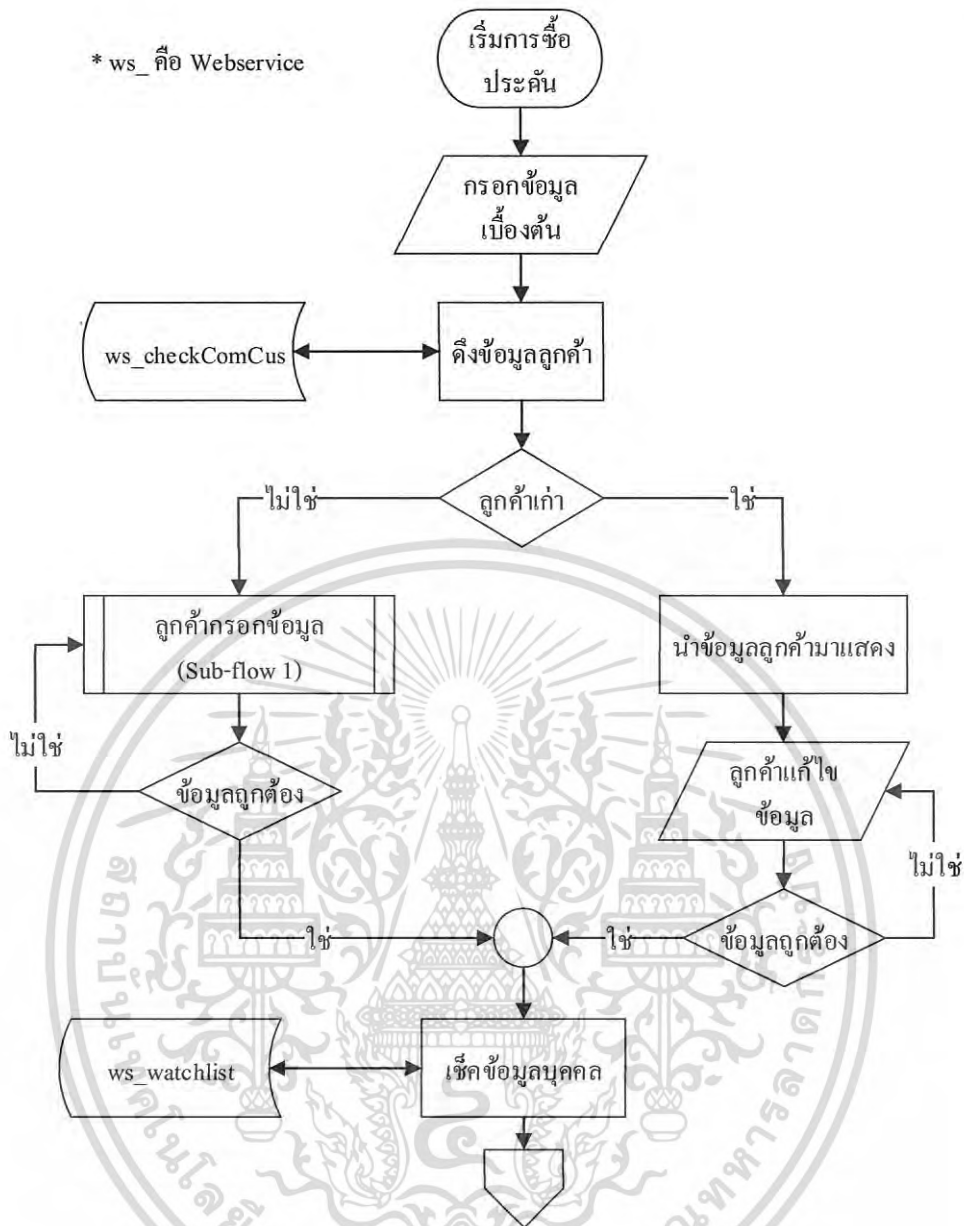 * ws_ คือ Webservice
เริ่มการซื้อ
ประกัน
กรอกข้อมูล
เบื้องต้น
ws_checkComCus
ดึงข้อมูลลูกค้า
ไม่ใช่
ลูกค้าเก่า
ใช่
ลูกค้ากรอกข้อมูล
(Sub-flow 1)
นำข้อมูลลูกค้ามาแสดง
ไม่ใช่
ข้อมูลถูกต้อง
ลูกค้าแก้ไข
ข้อมูล
ไม่ใช่
ใช่
ใช่
ข้อมูลถูกต้อง
ws_watchlist
เช็คข้อมูลบุคคล